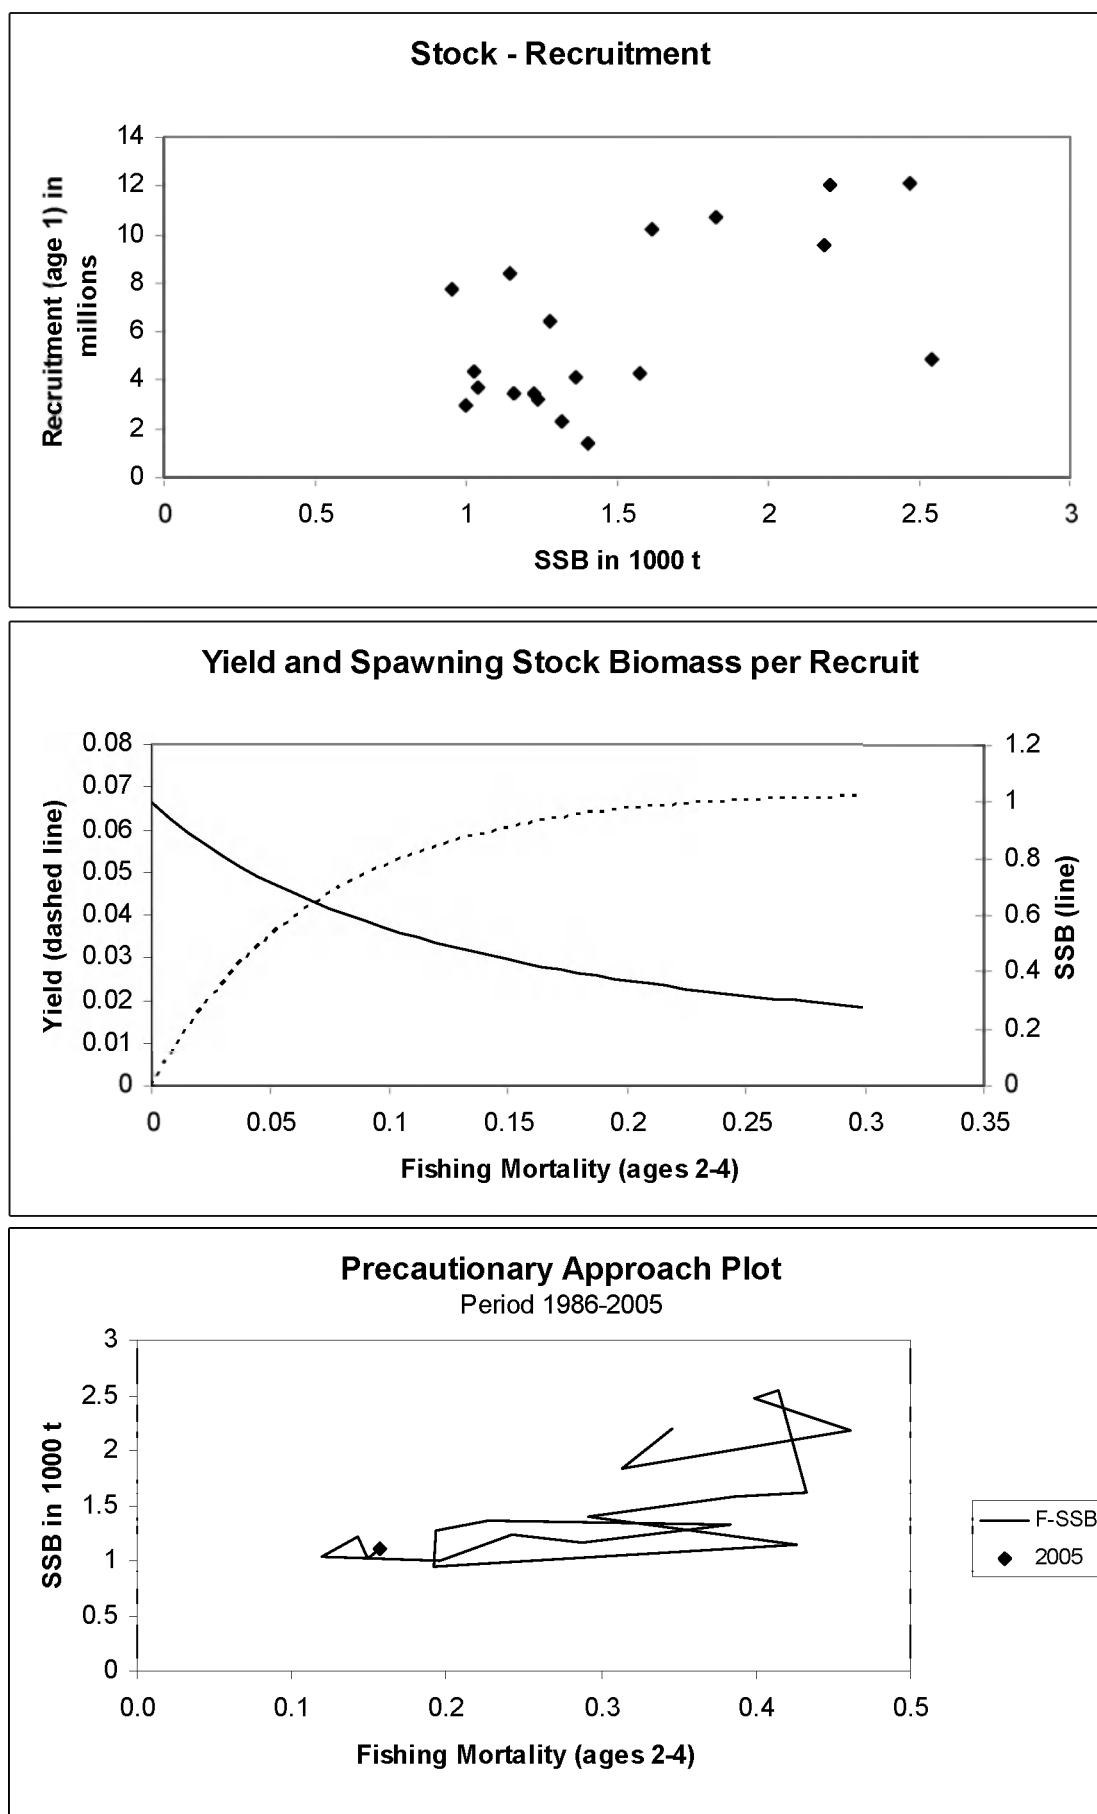 Stock - Recruitment
Recruitment (age 1) in
millions
14
12
10
8
6
4
2
0
0 0.5 1 1.5 2 2.5 3
SSB in 1000 t
Yield and Spawning Stock Biomass per Recruit
Yield (dashed line)
0.08
0.07
0.06
0.05
0.04
0.03
0.02
0.01
0
1.2
1
0.8
0.6
0.4
0.2
0
SSB (line)
0 0.05 0.1 0.15 0.2 0.25 0.3 0.35
Fishing Mortality (ages 2-4)
Precautionary Approach Plot
Period 1986-2005
SSB in 1000 t
3
2.5
2
1.5
1
0.5
0
0.0 0.1 0.2 0.3 0.4 0.5
Fishing Mortality (ages 2-4)
F-SSB
2005